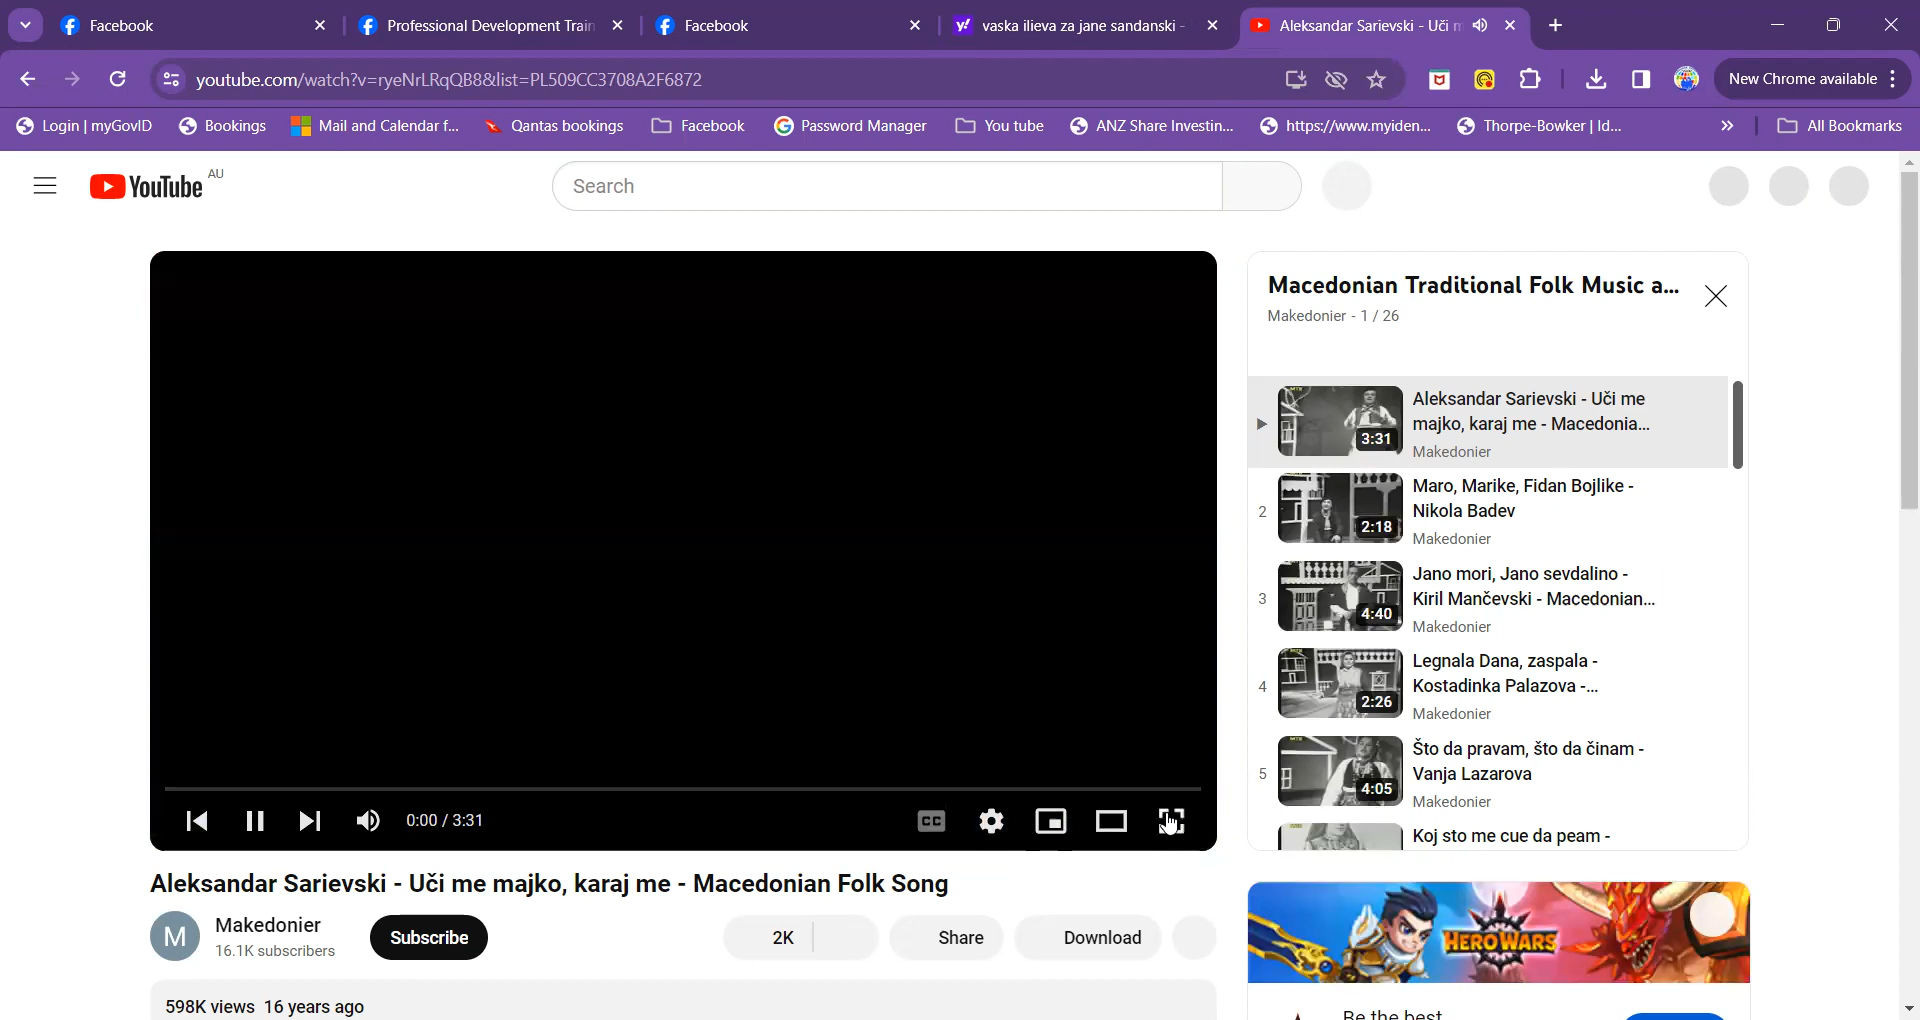 Facebook
Professional Development Train
Facebook
vaska ilieva za jane sandanski -
Aleksandar Sarievski - Uči m
youtube.com/watch?v=ryeNrLRqQB8&list=PL509CC3708A2F6872
New Chrome available
Login | myGovID
Bookings
Mail and Calendar f...
Qantas bookings
Facebook
Password Manager
You tube
ANZ Share Investin...
https://www.myiden...
Thorpe-Bowker | Id...
All Bookmarks
YouTube AU
Search
Macedonian Traditional Folk Music a...
Makedonier - 1 / 26
3:31
Aleksandar Sarievski - Uči me
majko, karaj me - Macedonia...
Makedonier
2
2:18
Maro, Marike, Fidan Bojlike -
Nikola Badev
Makedonier
3
4:40
Jano mori, Jano sevdalino -
Kiril Mančevski - Macedonian...
Makedonier
4
2:26
Legnala Dana, zaspala -
Kostadinka Palazova -...
Makedonier
5
4:05
Što da pravam, što da činam -
Vanja Lazarova
Makedonier
Koj sto me cue da peam -
0:00 / 3:31
CC
Aleksandar Sarievski - Uči me majko, karaj me - Macedonian Folk Song
M
Makedonier
16.1K subscribers
Subscribe
2K
Share
Download
598K views 16 years ago
HERO WARS
Be the best